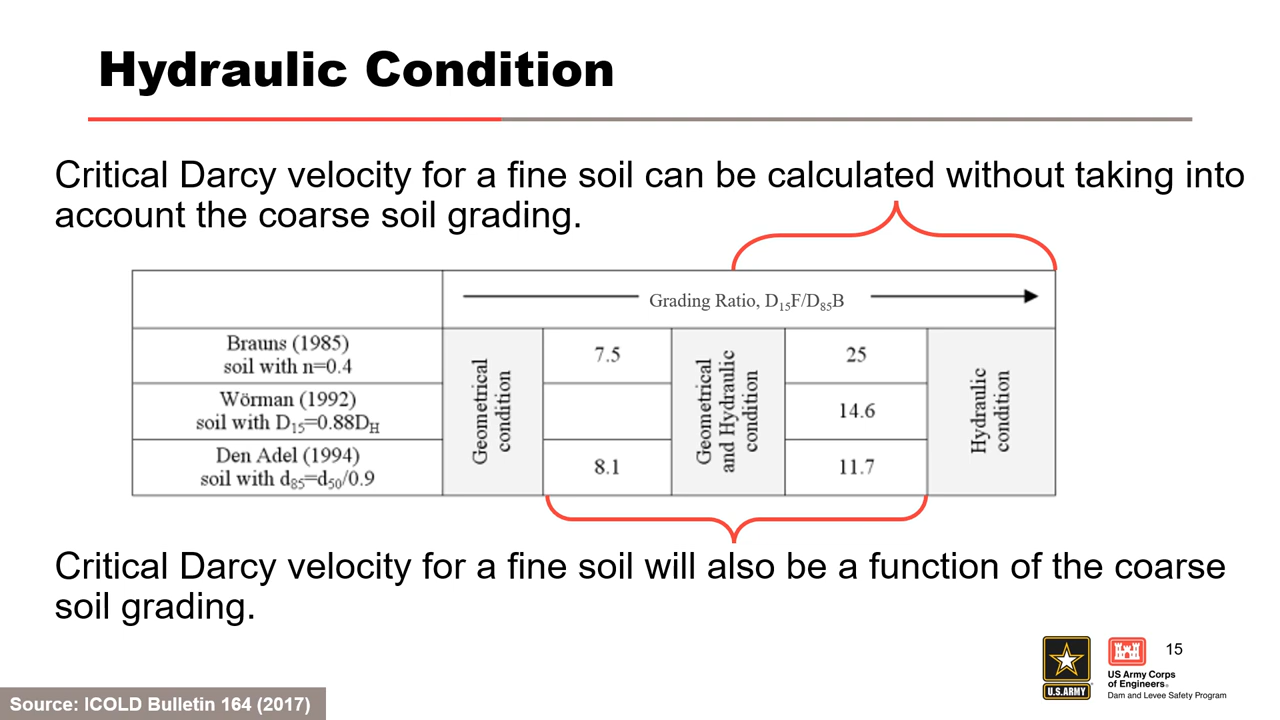 Hydraulic Condition
Critical Darcy velocity for a fine soil can be calculated without taking into
account the coarse soil grading.
Grading Ratio, D₁₅F/D₈₅B
Brauns (1985)
soil with n=0.4
Geometrical
condition
7.5
Geometrical
and Hydraulic
condition
25
Hydraulic
condition
Wörman (1992)
soil with D₁₅=0.88D_H
14.6
Den Adel (1994)
soil with d₈₅=d₅₀/0.9
8.1
11.7
Critical Darcy velocity for a fine soil will also be a function of the coarse
soil grading.
U.S.ARMY
US Army Corps
of Engineers®
Dam and Levee Safety Program
15
Source: ICOLD Bulletin 164 (2017)